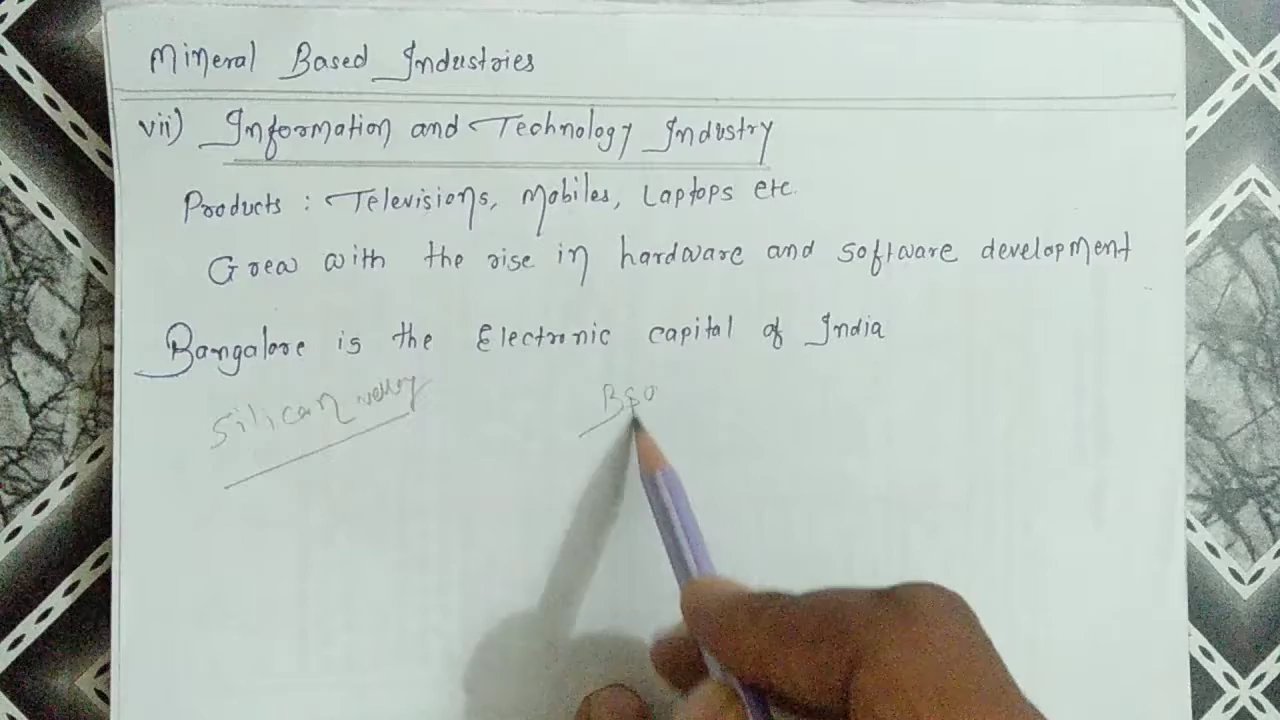 Mineral Based Industries
vii) Information and Technology Industry
Products : Televisions, Mobiles, Laptops etc.
Grew with the rise in hardware and software development
Bangalore is the Electronic capital of India
Silican valley